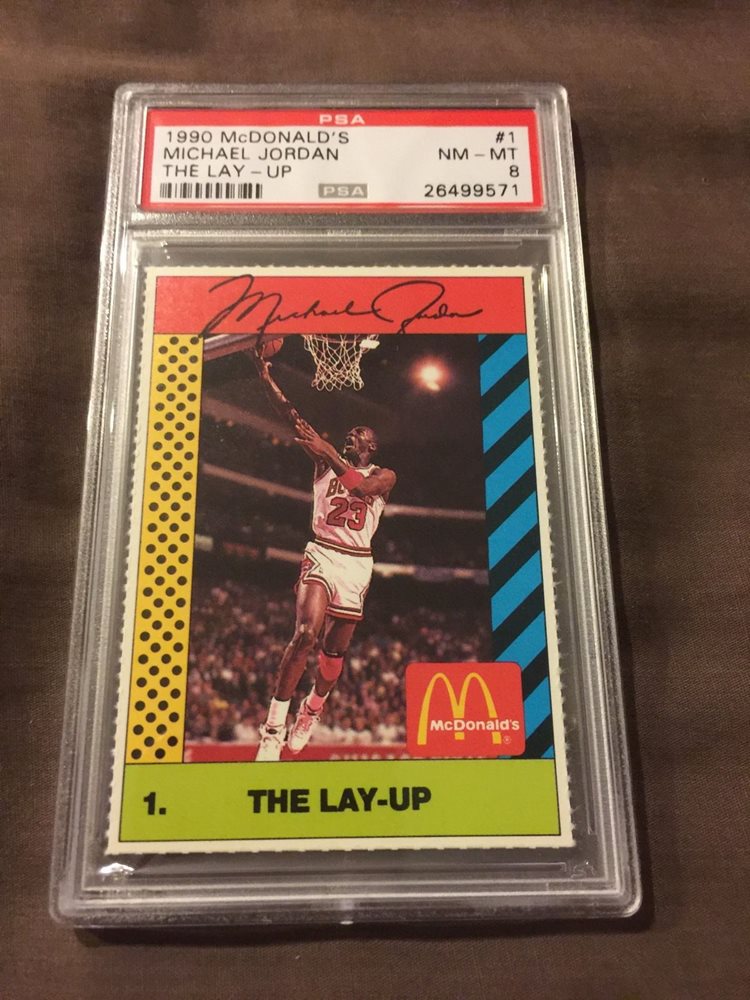 PSA
1990 McDONALD'S #1
MICHAEL JORDAN NM - MT
THE LAY - UP 8
PSA 26499571
Michael Jordan
BULLS
23
McDonald's
®
1. THE LAY-UP